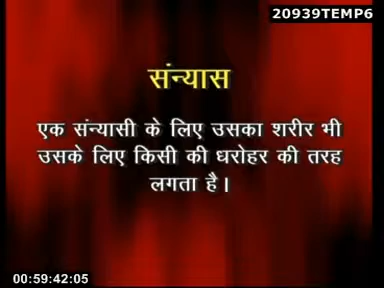 20939TEMP6
संन्यास
एक संन्यासी के लिए उसका शरीर भी
उसके लिए किसी की धरोहर की तरह
लगता है।
00:59:42:05